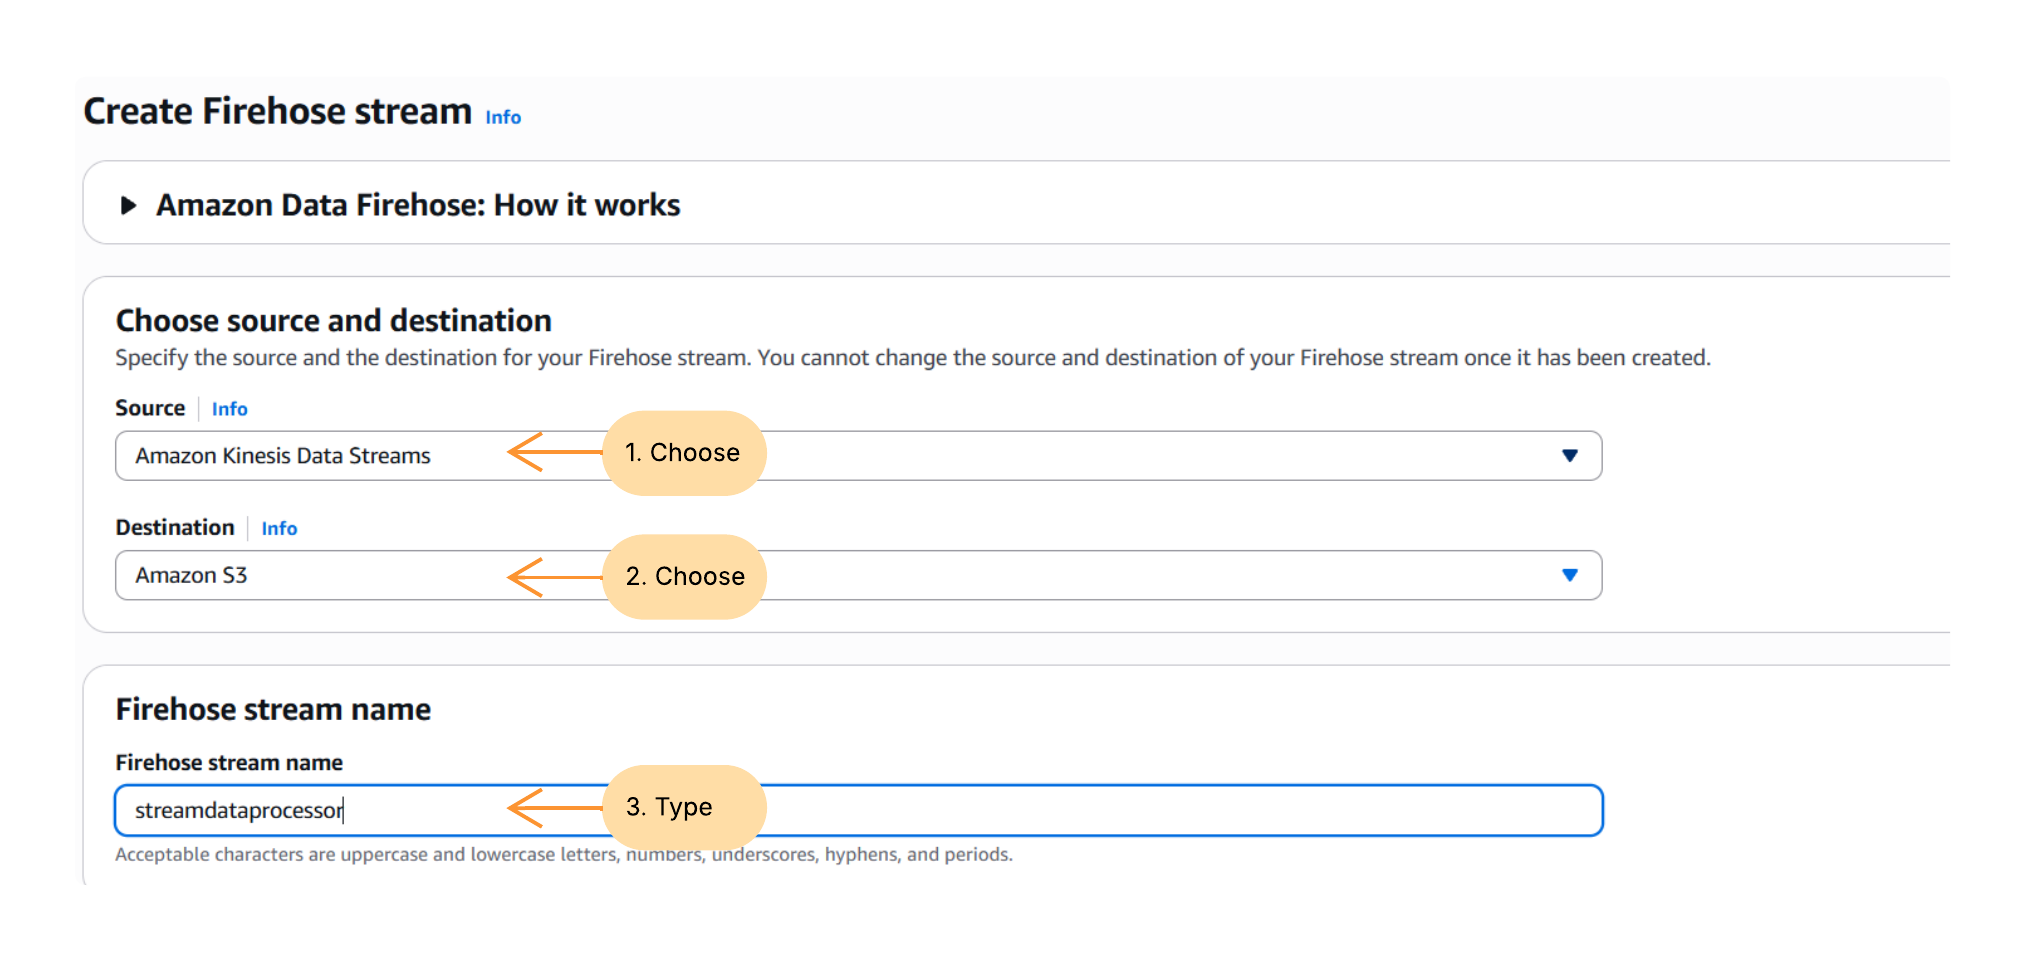 Create Firehose stream Info
Amazon Data Firehose: How it works
Choose source and destination
Specify the source and the destination for your Firehose stream. You cannot change the source and destination of your Firehose stream once it has been created.
Source Info
Amazon Kinesis Data Streams
1. Choose
Destination Info
Amazon S3
2. Choose
Firehose stream name
Firehose stream name
streamdataprocessor
3. Type
Acceptable characters are uppercase and lowercase letters, numbers, underscores, hyphens, and periods.